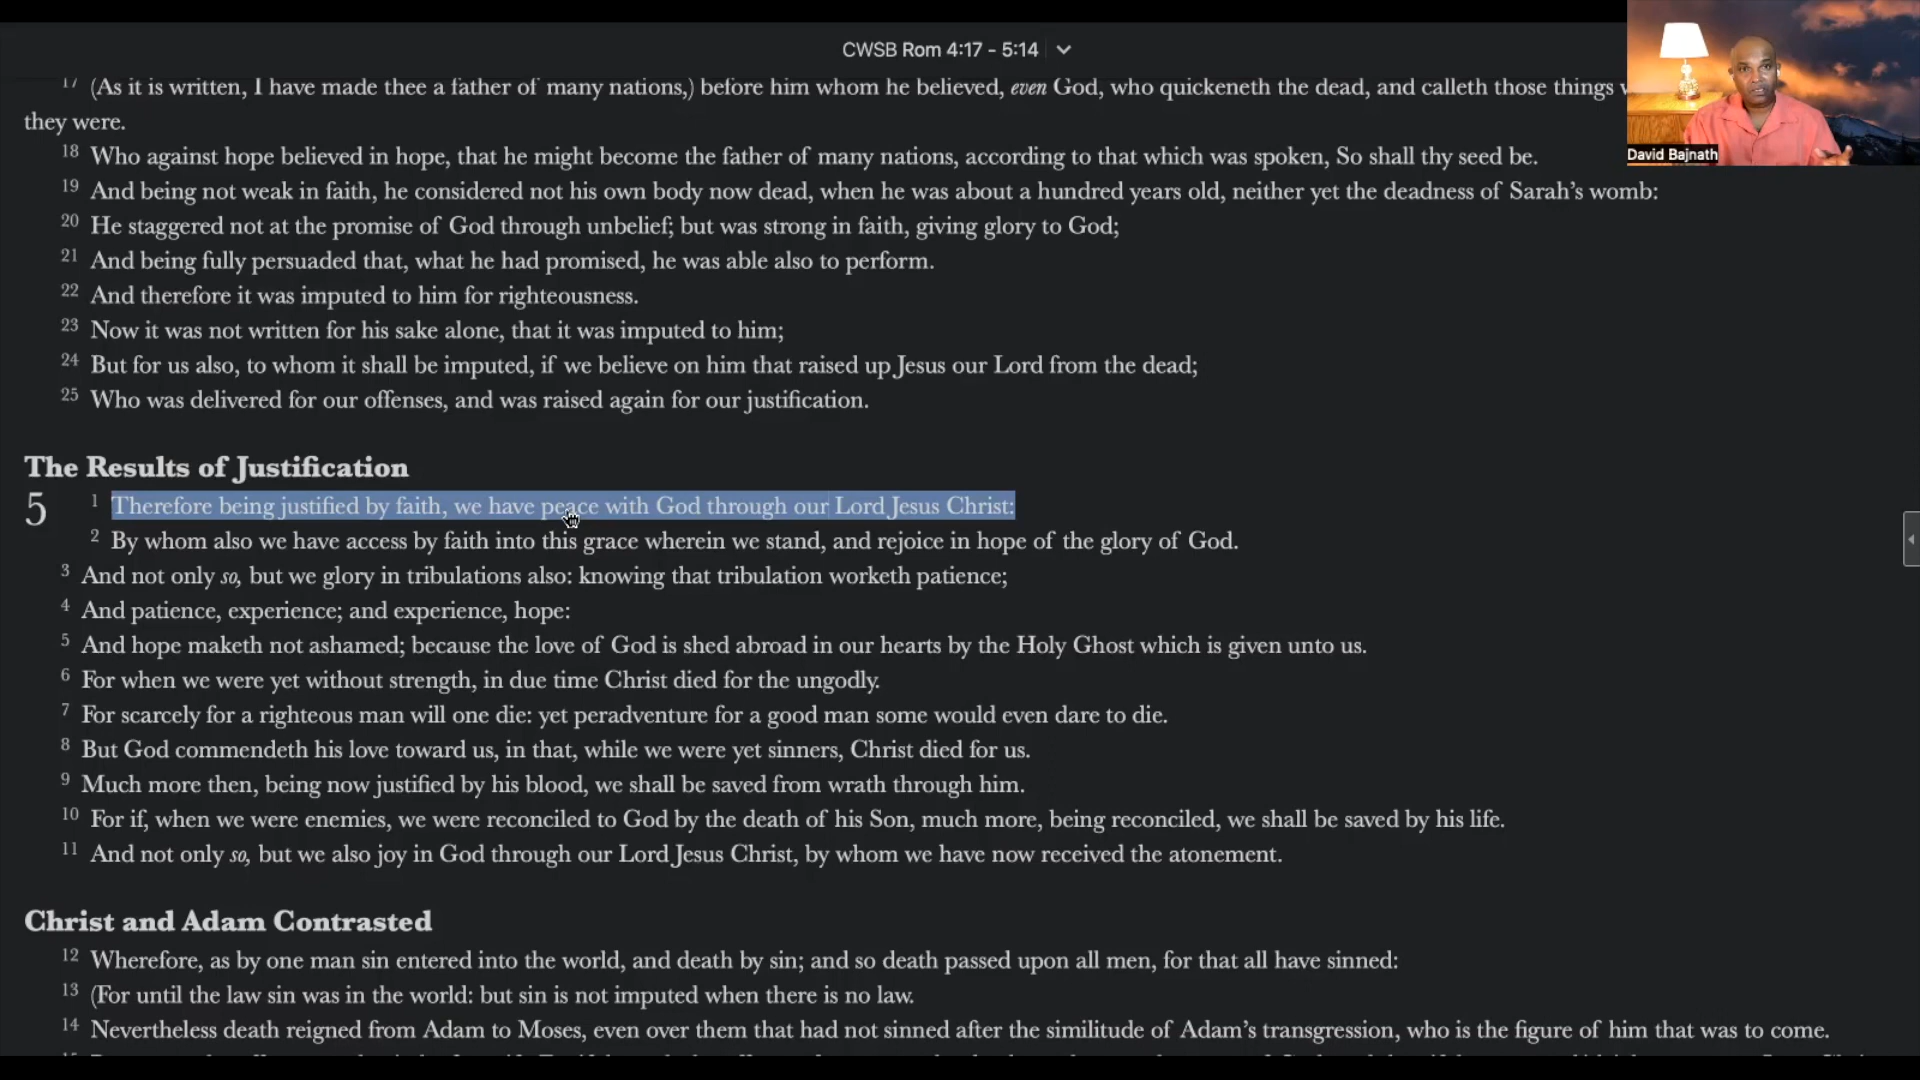 CWSB Rom 4:17 - 5:14
17 (As it is written, I have made thee a father of many nations,) before him whom he believed, even God, who quickeneth the dead, and calleth those things
they were.
David Bajnath
18 Who against hope believed in hope, that he might become the father of many nations, according to that which was spoken, So shall thy seed be.
19 And being not weak in faith, he considered not his own body now dead, when he was about a hundred years old, neither yet the deadness of Sarah's womb:
20 He staggered not at the promise of God through unbelief; but was strong in faith, giving glory to God;
21 And being fully persuaded that, what he had promised, he was able also to perform.
22 And therefore it was imputed to him for righteousness.
23 Now it was not written for his sake alone, that it was imputed to him;
24 But for us also, to whom it shall be imputed, if we believe on him that raised up Jesus our Lord from the dead;
25 Who was delivered for our offenses, and was raised again for our justification.
The Results of Justification
5 1 Therefore being justified by faith, we have peace with God through our Lord Jesus Christ:
2 By whom also we have access by faith into this grace wherein we stand, and rejoice in hope of the glory of God.
3 And not only so, but we glory in tribulations also: knowing that tribulation worketh patience;
4 And patience, experience; and experience, hope:
5 And hope maketh not ashamed; because the love of God is shed abroad in our hearts by the Holy Ghost which is given unto us.
6 For when we were yet without strength, in due time Christ died for the ungodly.
7 For scarcely for a righteous man will one die: yet peradventure for a good man some would even dare to die.
8 But God commendeth his love toward us, in that, while we were yet sinners, Christ died for us.
9 Much more then, being now justified by his blood, we shall be saved from wrath through him.
10 For if, when we were enemies, we were reconciled to God by the death of his Son, much more, being reconciled, we shall be saved by his life.
11 And not only so, but we also joy in God through our Lord Jesus Christ, by whom we have now received the atonement.
Christ and Adam Contrasted
12 Wherefore, as by one man sin entered into the world, and death by sin; and so death passed upon all men, for that all have sinned:
13 (For until the law sin was in the world: but sin is not imputed when there is no law.
14 Nevertheless death reigned from Adam to Moses, even over them that had not sinned after the similitude of Adam's transgression, who is the figure of him that was to come.